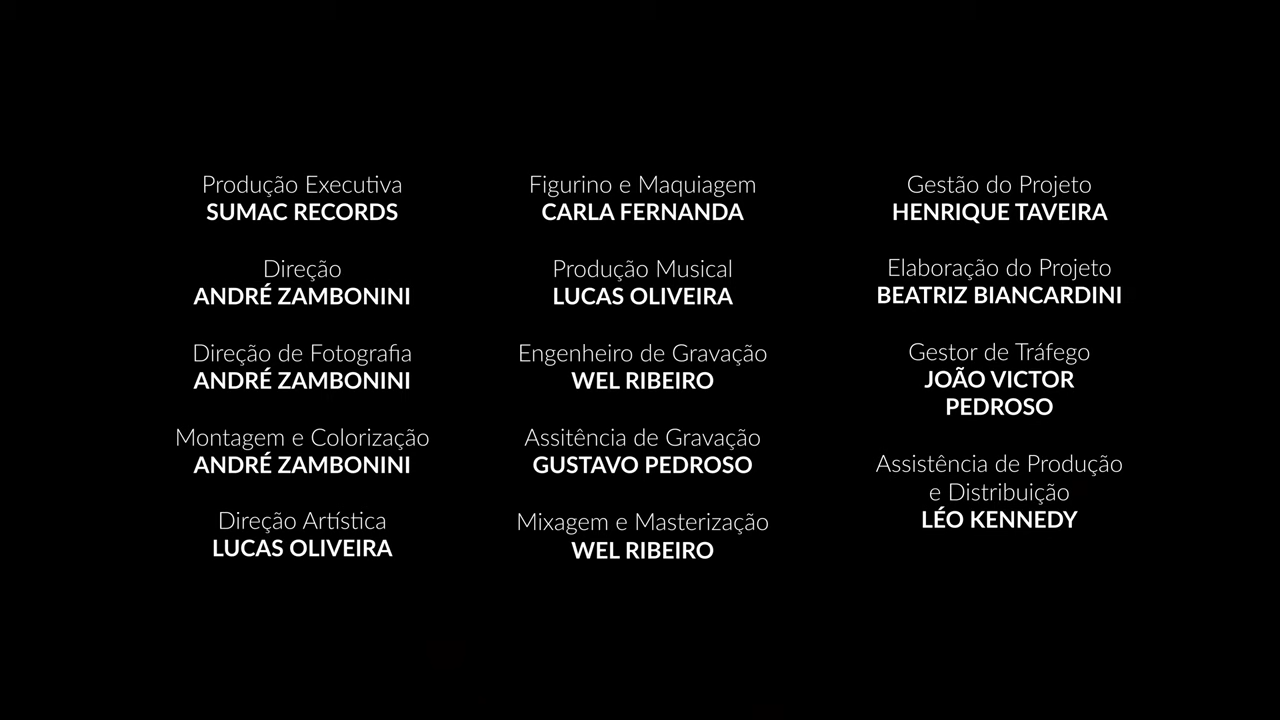 Produção Executiva
SUMAC RECORDS
Direção
ANDRÉ ZAMBONINI
Direção de Fotografia
ANDRÉ ZAMBONINI
Montagem e Colorização
ANDRÉ ZAMBONINI
Direção Artística
LUCAS OLIVEIRA
Figurino e Maquiagem
CARLA FERNANDA
Produção Musical
LUCAS OLIVEIRA
Engenheiro de Gravação
WEL RIBEIRO
Assitência de Gravação
GUSTAVO PEDROSO
Mixagem e Masterização
WEL RIBEIRO
Gestão do Projeto
HENRIQUE TAVEIRA
Elaboração do Projeto
BEATRIZ BIANCARDINI
Gestor de Tráfego
JOÃO VICTOR
PEDROSO
Assistência de Produção
e Distribuição
LÉO KENNEDY